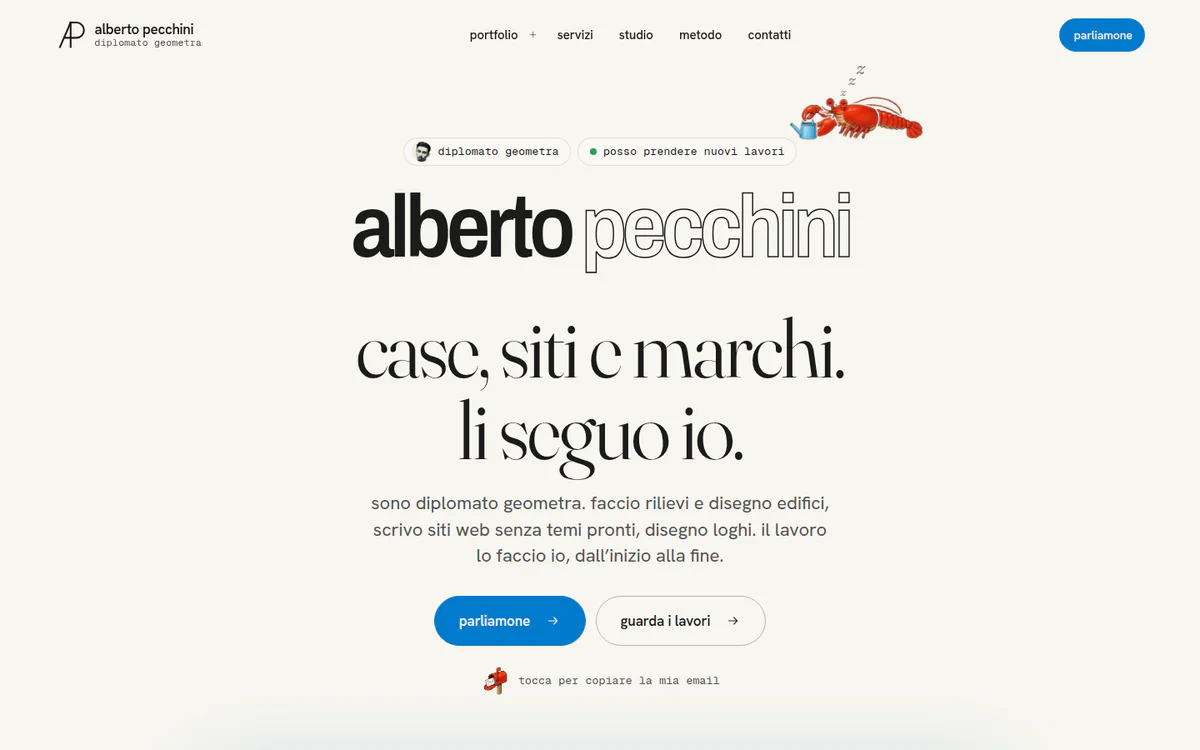 AP
alberto pecchini
diplomato geometra
portfolio +
servizi
studio
metodo
contatti
parliamone
z
z
z
diplomato geometra
posso prendere nuovi lavori
alberto pecchini
case, siti e marchi.
li seguo io.
sono diplomato geometra. faccio rilievi e disegno edifici,
scrivo siti web senza temi pronti, disegno loghi. il lavoro
lo faccio io, dall’inizio alla fine.
parliamone →
guarda i lavori →
tocca per copiare la mia email